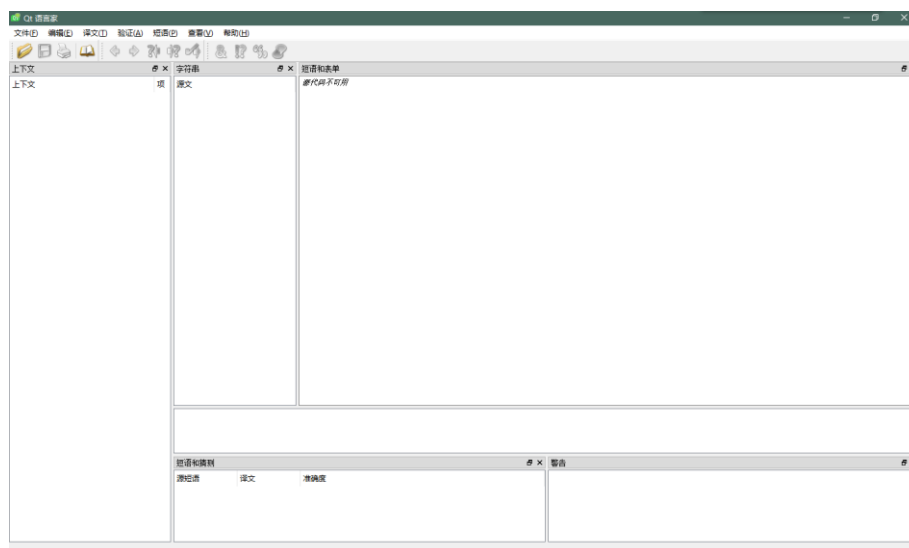 Qt 语言家
文件(F) 编辑(E) 译文(T) 验证(A) 短语(P) 查看(V) 帮助(H)
上下文
上下文 项
字符串
源文
短语和表单
源代码不可用
短语和猜测
源短语 译文 准确度
警告